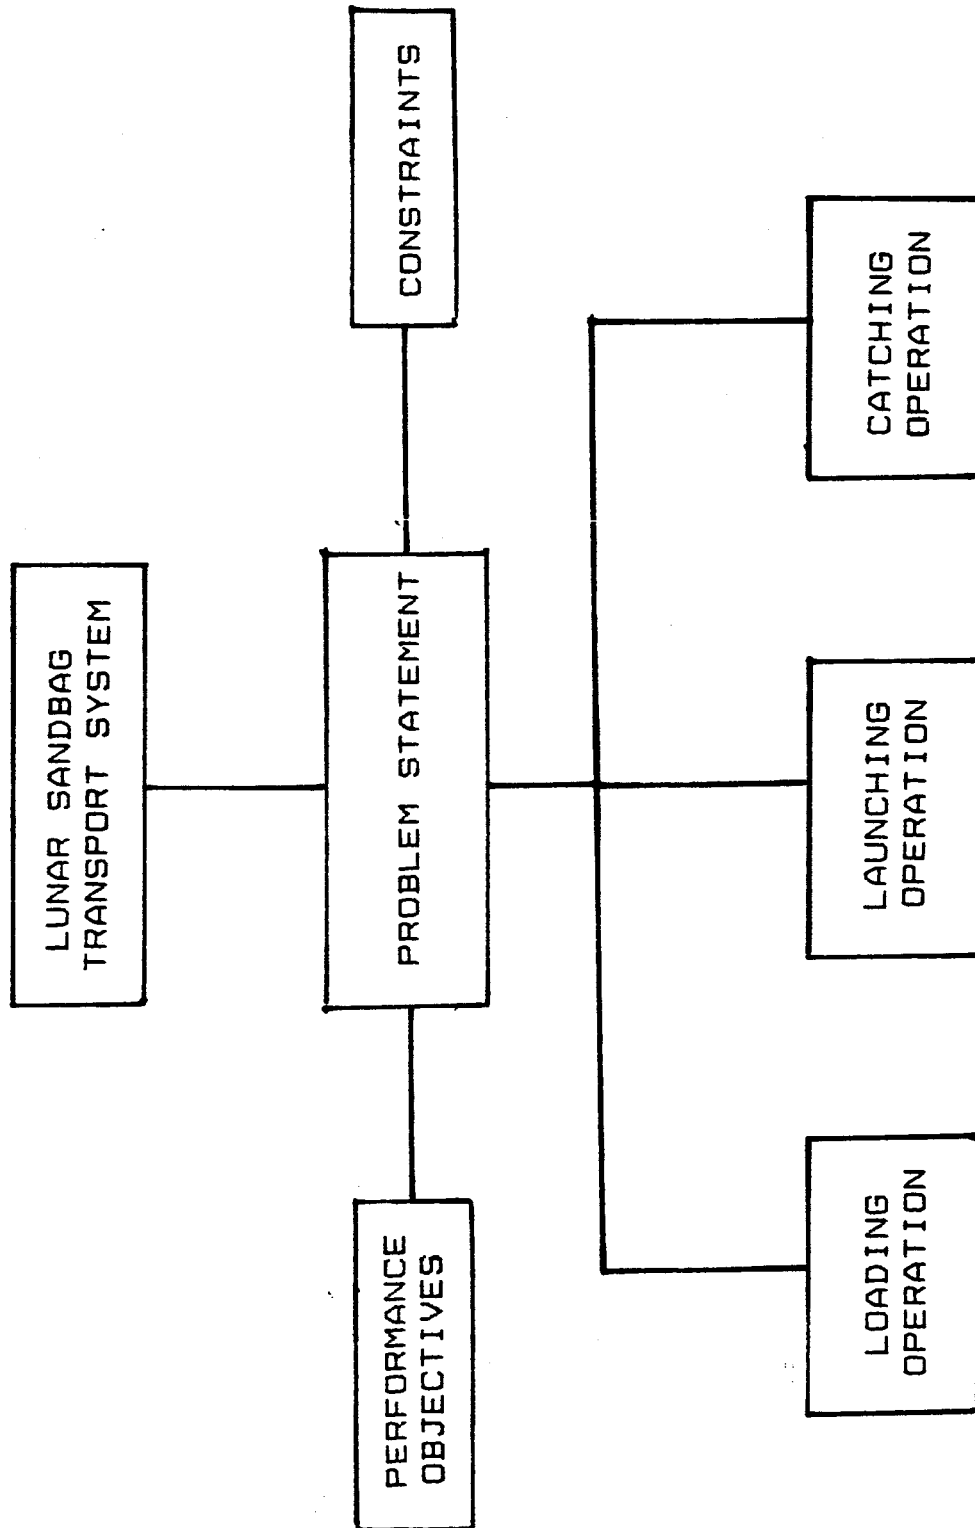 LUNAR SANDBAG
TRANSPORT SYSTEM
PERFORMANCE
OBJECTIVES
PROBLEM STATEMENT
CONSTRAINTS
LOADING
OPERATION
LAUNCHING
OPERATION
CATCHING
OPERATION